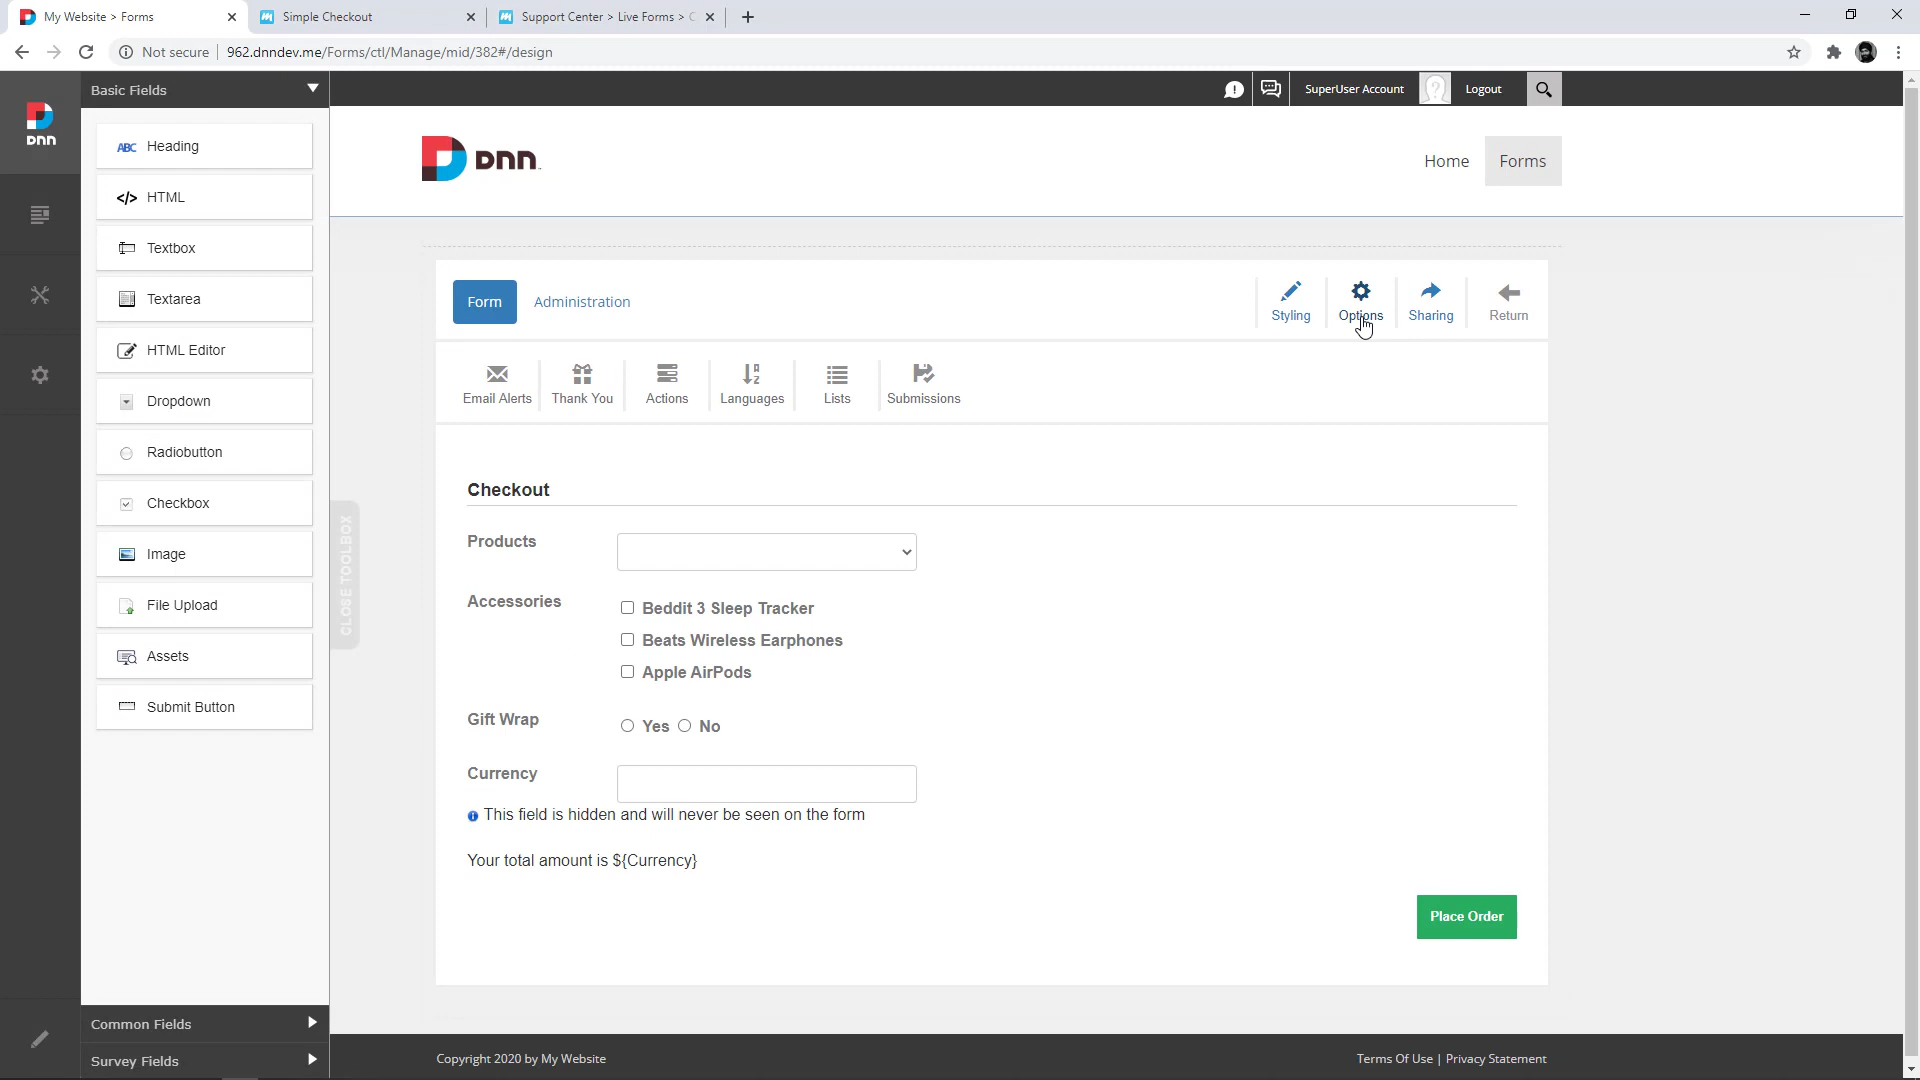 My Website > Forms
Simple Checkout
Support Center > Live Forms >
Not secure
962.dnndev.me/Forms/ctl/Manage/mid/382#/design
Basic Fields
SuperUser Account
Logout
DNN
ABC Heading
</> HTML
Textbox
Textarea
HTML Editor
Dropdown
Radiobutton
Checkbox
Image
File Upload
Assets
Submit Button
Common Fields
Survey Fields
CLOSE TOOLBOX
DNN
Home
Forms
Form
Administration
Styling
Options
Sharing
Return
Email Alerts
Thank You
Actions
Languages
Lists
Submissions
Checkout
Products
Accessories
Beddit 3 Sleep Tracker
Beats Wireless Earphones
Apple AirPods
Gift Wrap
Yes
No
Currency
This field is hidden and will never be seen on the form
Your total amount is ${Currency}
Place Order
Copyright 2020 by My Website
Terms Of Use | Privacy Statement